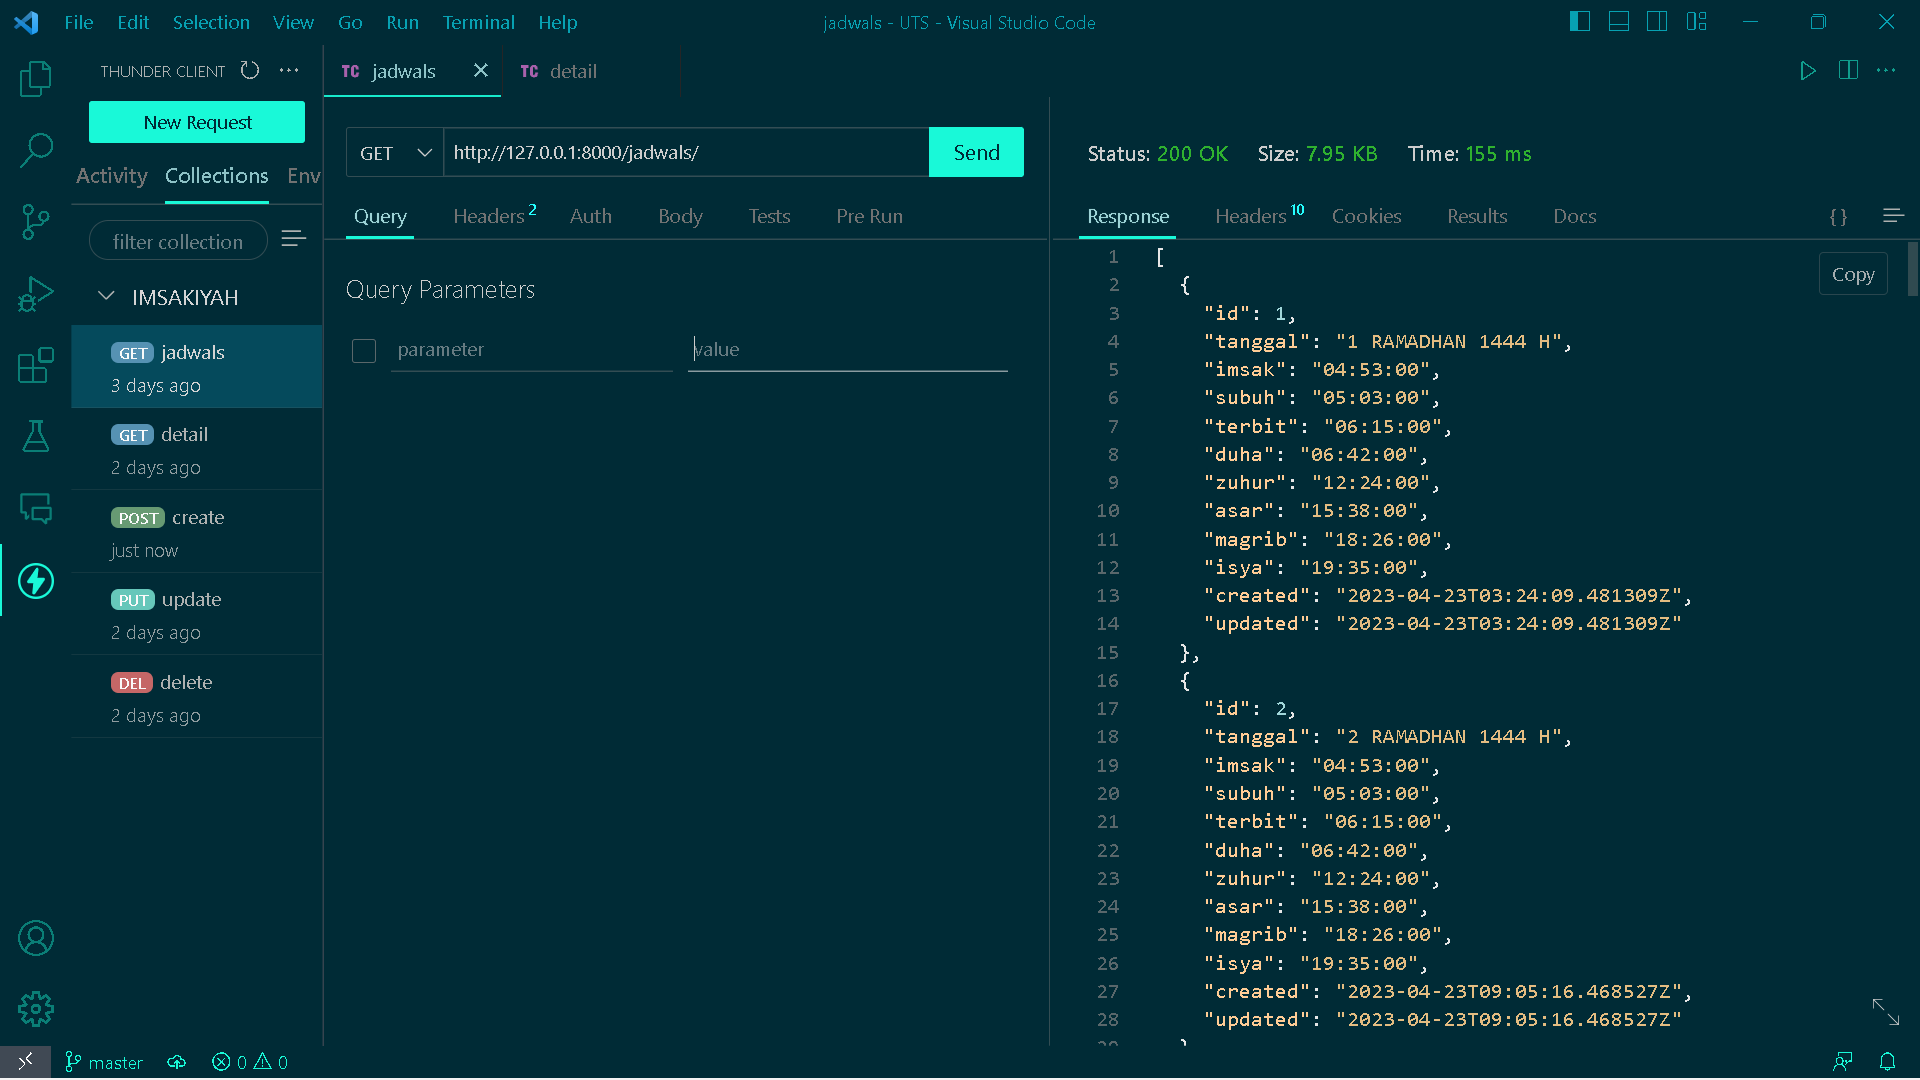 File Edit Selection View Go Run Terminal Help
jadwals - UTS - Visual Studio Code
THUNDER CLIENT
New Request
Activity Collections Env
filter collection
IMSAKIYAH
GET jadwals
3 days ago
GET detail
2 days ago
POST create
just now
PUT update
2 days ago
DEL delete
2 days ago
TC jadwals
TC detail
GET http://127.0.0.1:8000/jadwals/ Send
Query Headers 2 Auth Body Tests Pre Run
Query Parameters
parameter value
Status: 200 OK Size: 7.95 KB Time: 155 ms
Response Headers 10 Cookies Results Docs {}
Copy
1 [
2 {
3 "id": 1,
4 "tanggal": "1 RAMADHAN 1444 H",
5 "imsak": "04:53:00",
6 "subuh": "05:03:00",
7 "terbit": "06:15:00",
8 "duha": "06:42:00",
9 "zuhur": "12:24:00",
10 "asar": "15:38:00",
11 "magrib": "18:26:00",
12 "isya": "19:35:00",
13 "created": "2023-04-23T03:24:09.481309Z",
14 "updated": "2023-04-23T03:24:09.481309Z"
15 },
16 {
17 "id": 2,
18 "tanggal": "2 RAMADHAN 1444 H",
19 "imsak": "04:53:00",
20 "subuh": "05:03:00",
21 "terbit": "06:15:00",
22 "duha": "06:42:00",
23 "zuhur": "12:24:00",
24 "asar": "15:38:00",
25 "magrib": "18:26:00",
26 "isya": "19:35:00",
27 "created": "2023-04-23T09:05:16.468527Z",
28 "updated": "2023-04-23T09:05:16.468527Z"
master 0 0